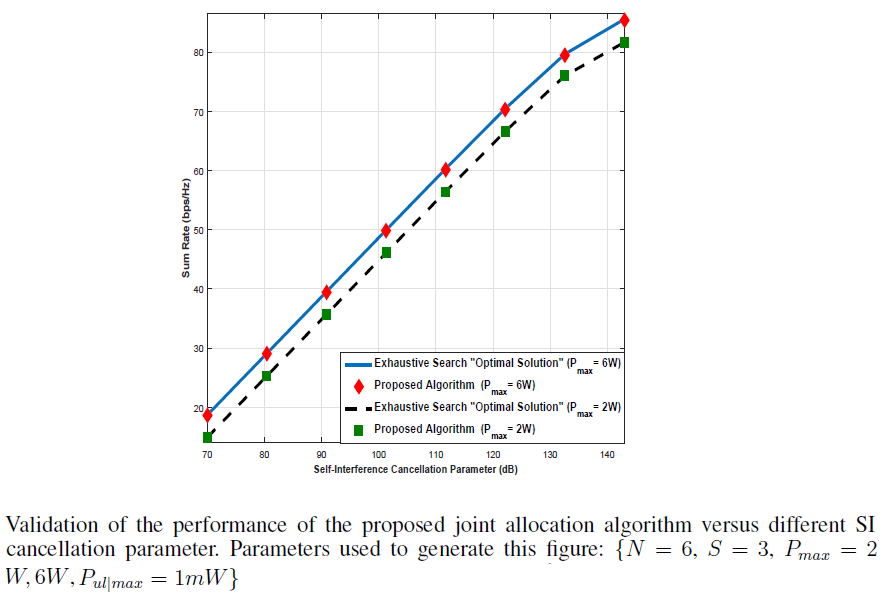 80
70
60
50
40
30
20
70 80 90 100 110 120 130 140
Sum Rate (bps/Hz)
Self-Interference Cancellation Parameter (dB)
Exhaustive Search "Optimal Solution" (P_max = 6W)
Proposed Algorithm (P_max = 6W)
Exhaustive Search "Optimal Solution" (P_max = 2W)
Proposed Algorithm (P_max = 2W)
Validation of the performance of the proposed joint allocation algorithm versus different SI
cancellation parameter. Parameters used to generate this figure: {N = 6, S = 3, P_max = 2
W, 6W, P_ul|max = 1mW}